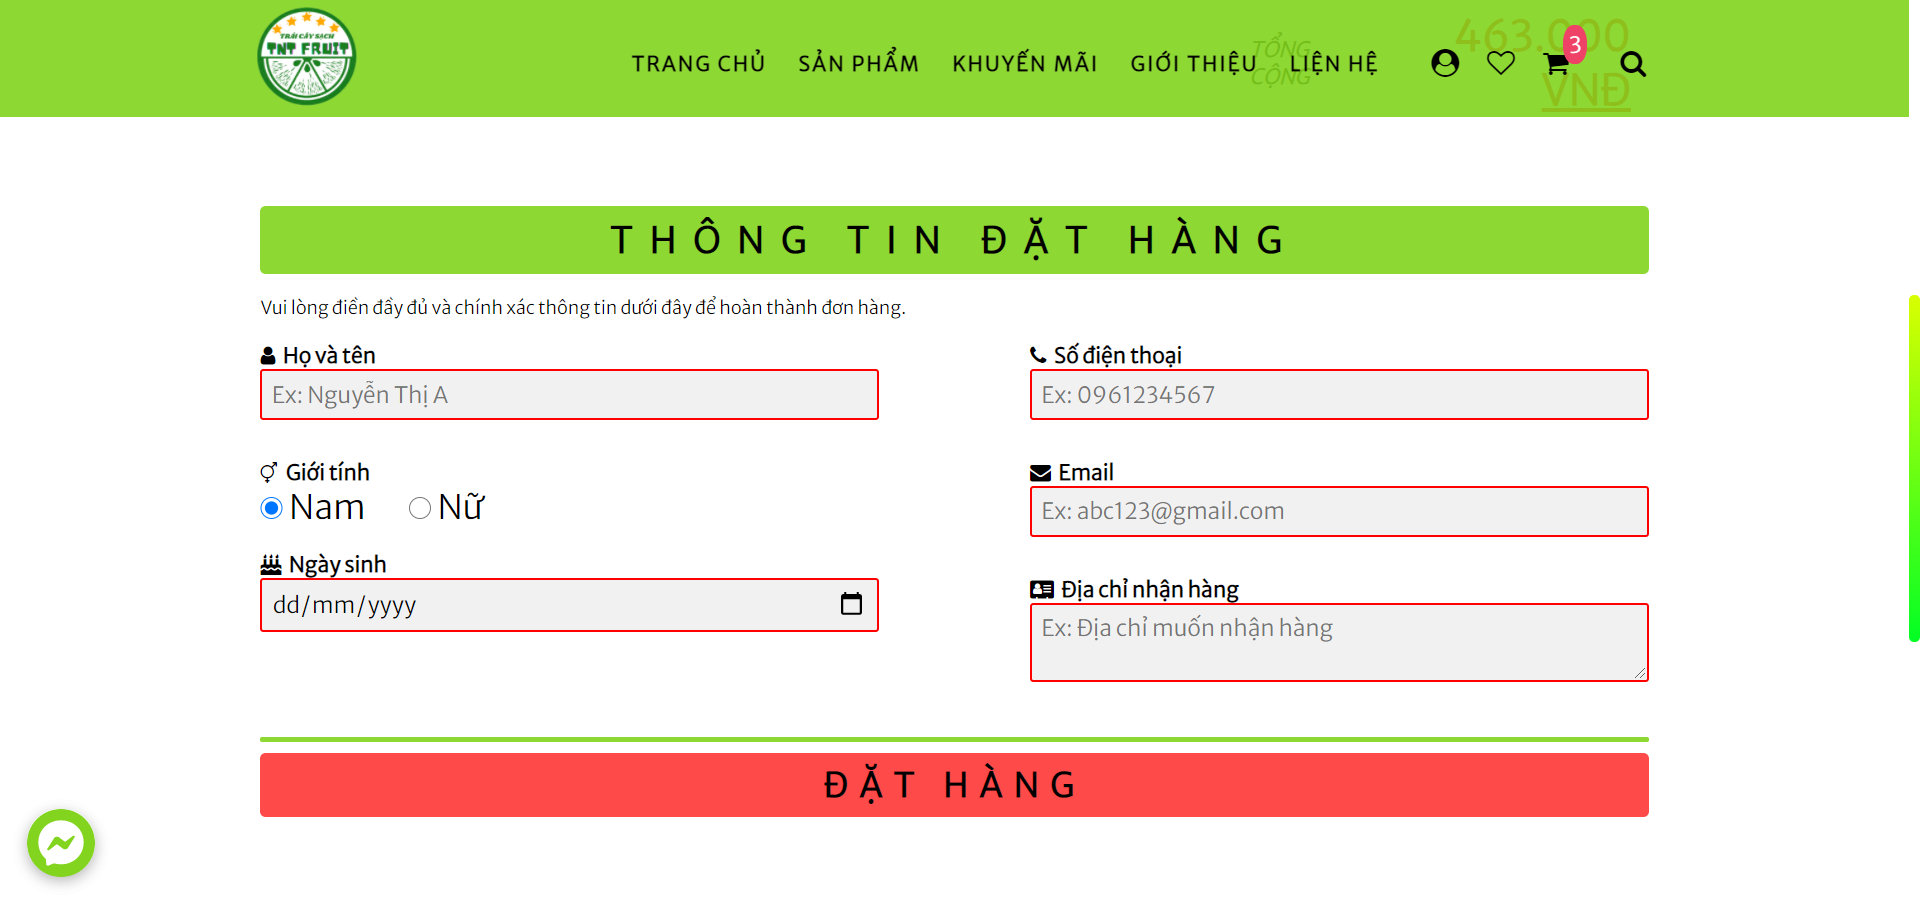 TRÁI CÂY SẠCH
TNT FRUIT
TRANG CHỦ SẢN PHẨM KHUYẾN MÃI GIỚI THIỆU LIÊN HỆ
TỔNG CỘNG
463.000 VNĐ
3
THÔNG TIN ĐẶT HÀNG
Vui lòng điền đầy đủ và chính xác thông tin dưới đây để hoàn thành đơn hàng.
Họ và tên
Ex: Nguyễn Thị A
Số điện thoại
Ex: 0961234567
Giới tính
Nam Nữ
Email
Ex: abc123@gmail.com
Ngày sinh
dd/mm/yyyy
Địa chỉ nhận hàng
Ex: Địa chỉ muốn nhận hàng
ĐẶT HÀNG